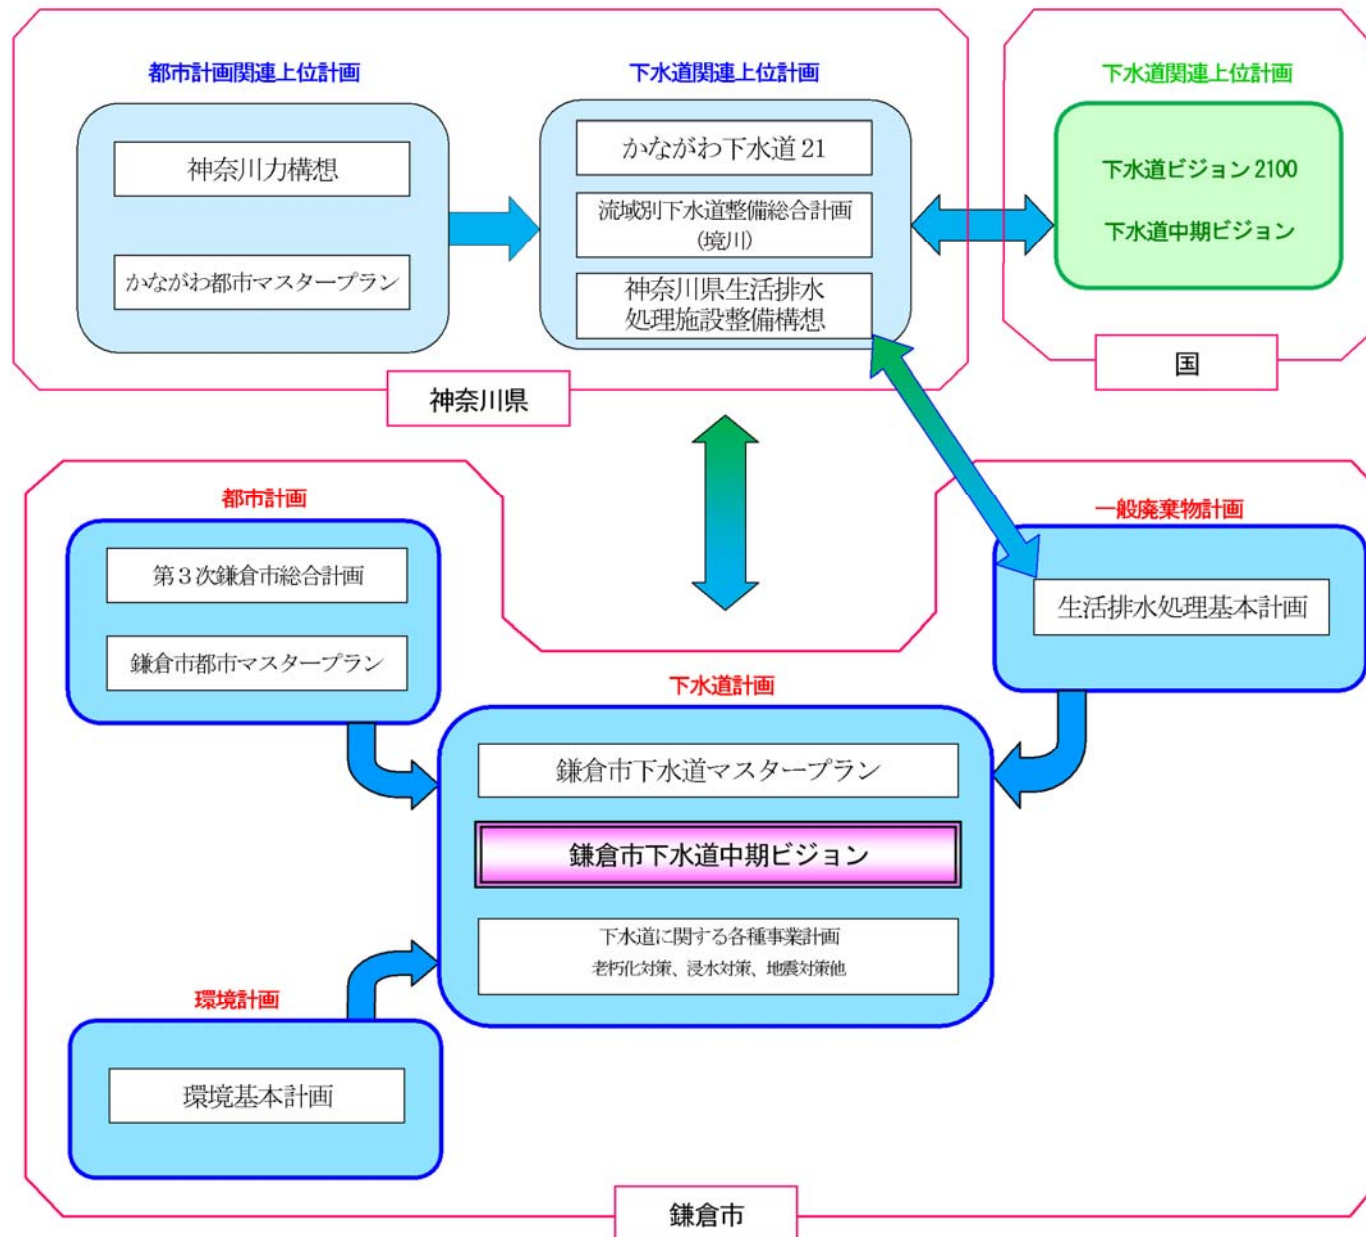 都市計画関連上位計画
神奈川力構想
かながわ都市マスタープラン
下水道関連上位計画
かながわ下水道21
流域別下水道整備総合計画
(境川)
神奈川県生活排水
処理施設整備構想
神奈川県
下水道関連上位計画
下水道ビジョン2100
下水道中期ビジョン
国
都市計画
第3次鎌倉市総合計画
鎌倉市都市マスタープラン
一般廃棄物計画
生活排水処理基本計画
下水道計画
鎌倉市下水道マスタープラン
鎌倉市下水道中期ビジョン
下水道に関する各種事業計画
老朽化対策、浸水対策、地震対策他
環境計画
環境基本計画
鎌倉市